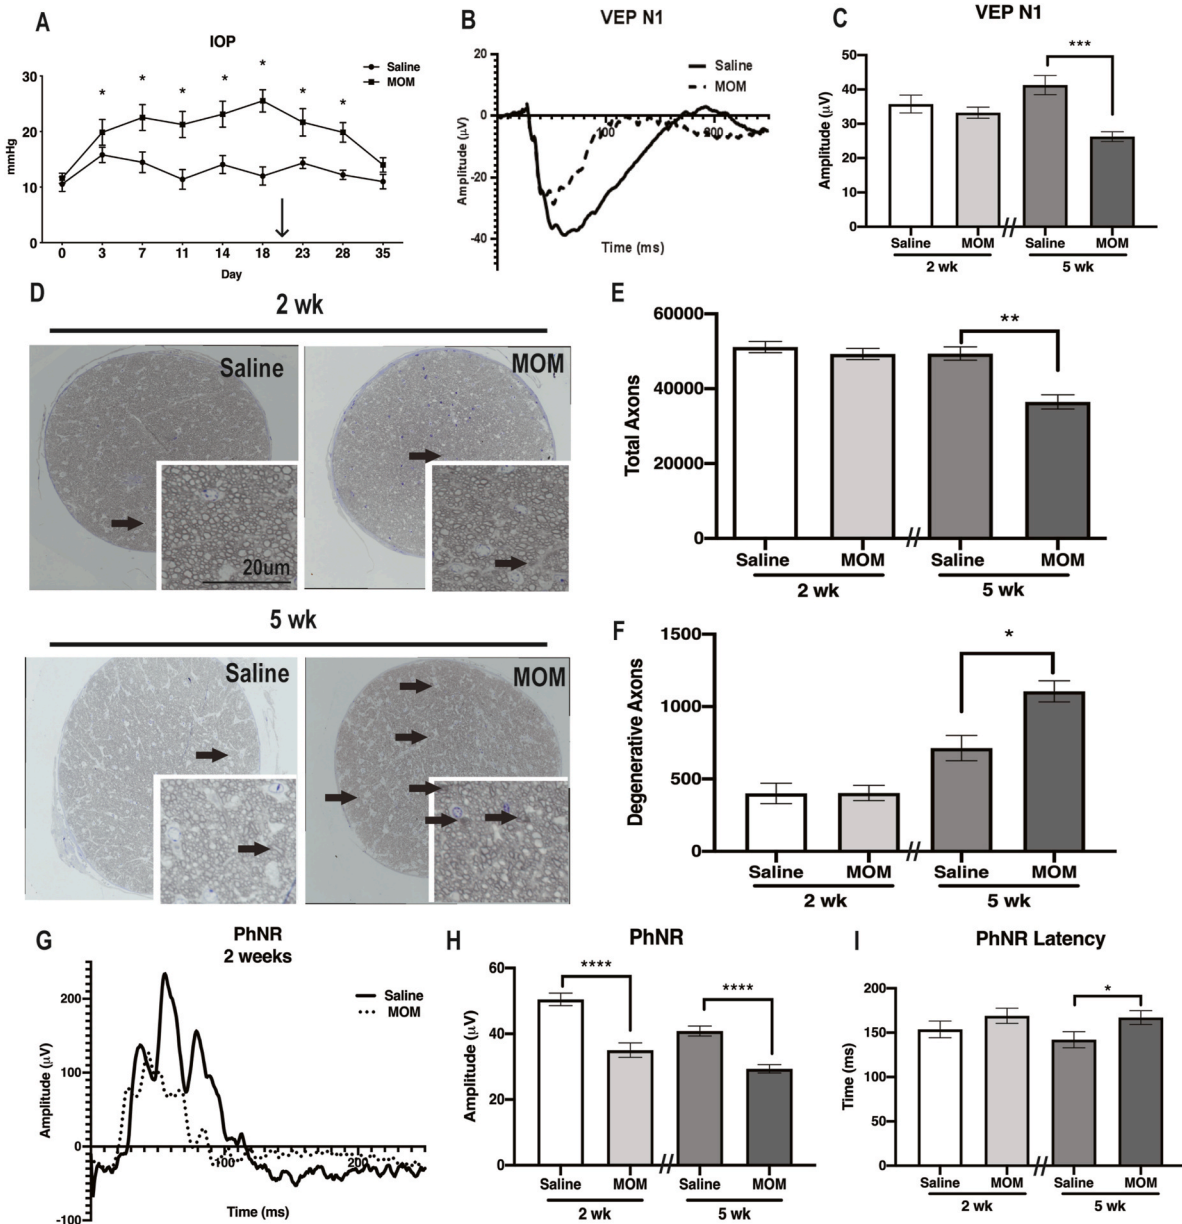 A
IOP
Saline
MOM
30
20
10
0
mmHg
* * * * * * *
0 3 7 11 14 18 23 28 35
Day
B
VEP N1
Saline
MOM
20
0
-20
-40
100 200
Amplitude (µV)
Time (ms)
C
VEP N1
***
50
40
30
20
10
0
Amplitude (µV)
Saline MOM // Saline MOM
2 wk 5 wk
D
2 wk
Saline MOM
20um
5 wk
Saline MOM
E
60000
40000
20000
0
Total Axons
**
Saline MOM // Saline MOM
2 wk 5 wk
F
1500
1000
500
0
Degenerative Axons
*
Saline MOM // Saline MOM
2 wk 5 wk
G
PhNR
2 weeks
Saline
MOM
200
100
0
-100
100 200
Amplitude (µV)
Time (ms)
H
PhNR
60
40
20
0
Amplitude (µV)
**** ****
Saline MOM // Saline MOM
2 wk 5 wk
I
PhNR Latency
200
150
100
50
0
Time (ms)
*
Saline MOM // Saline MOM
2 wk 5 wk